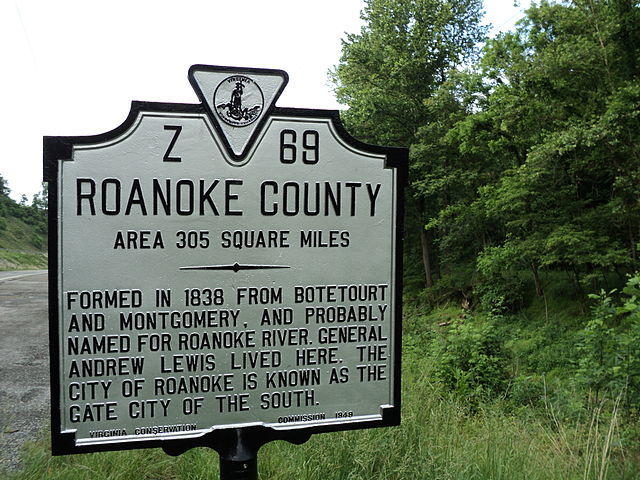 VIRGINIA
Z 69
ROANOKE COUNTY
AREA 305 SQUARE MILES
FORMED IN 1838 FROM BOTETOURT
AND MONTGOMERY, AND PROBABLY
NAMED FOR ROANOKE RIVER. GENERAL
ANDREW LEWIS LIVED HERE. THE
CITY OF ROANOKE IS KNOWN AS THE
GATE CITY OF THE SOUTH.
VIRGINIA CONSERVATION COMMISSION 1949